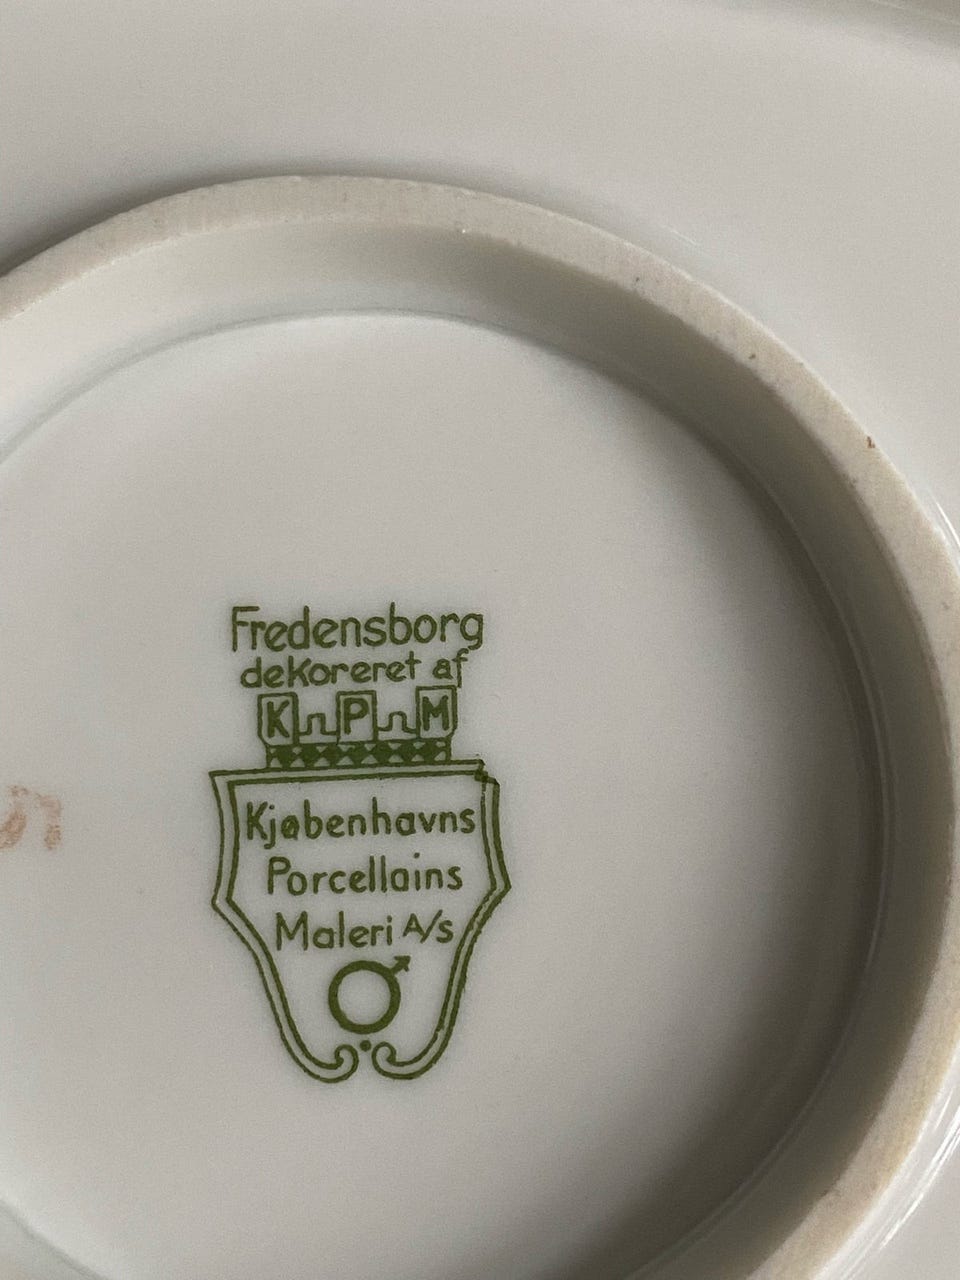 Fredensborg
dekoreret af
K P M
Kjøbenhavns
Porcellains
Maleri A/s